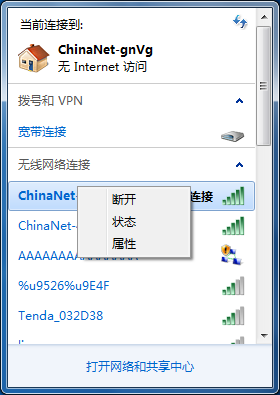 当前连接到:
ChinaNet-gnVg
无 Internet 访问
拨号和 VPN
宽带连接
无线网络连接
ChinaNet-
连接
断开
ChinaNet-
状态
属性
%u9526%u9E4F
Tenda_032D38
打开网络和共享中心